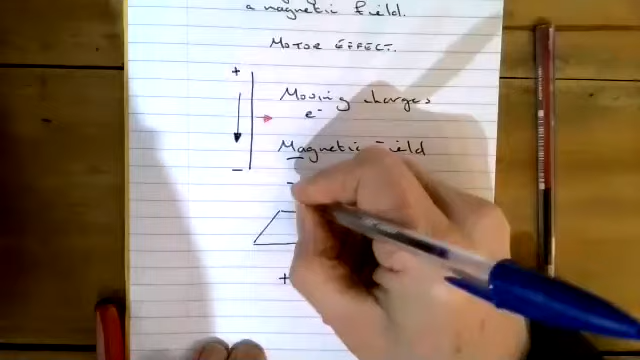 a magnetic field.
MOTOR EFFECT.
+
Moving charges
e⁻
Magnetic Field
-
-
+